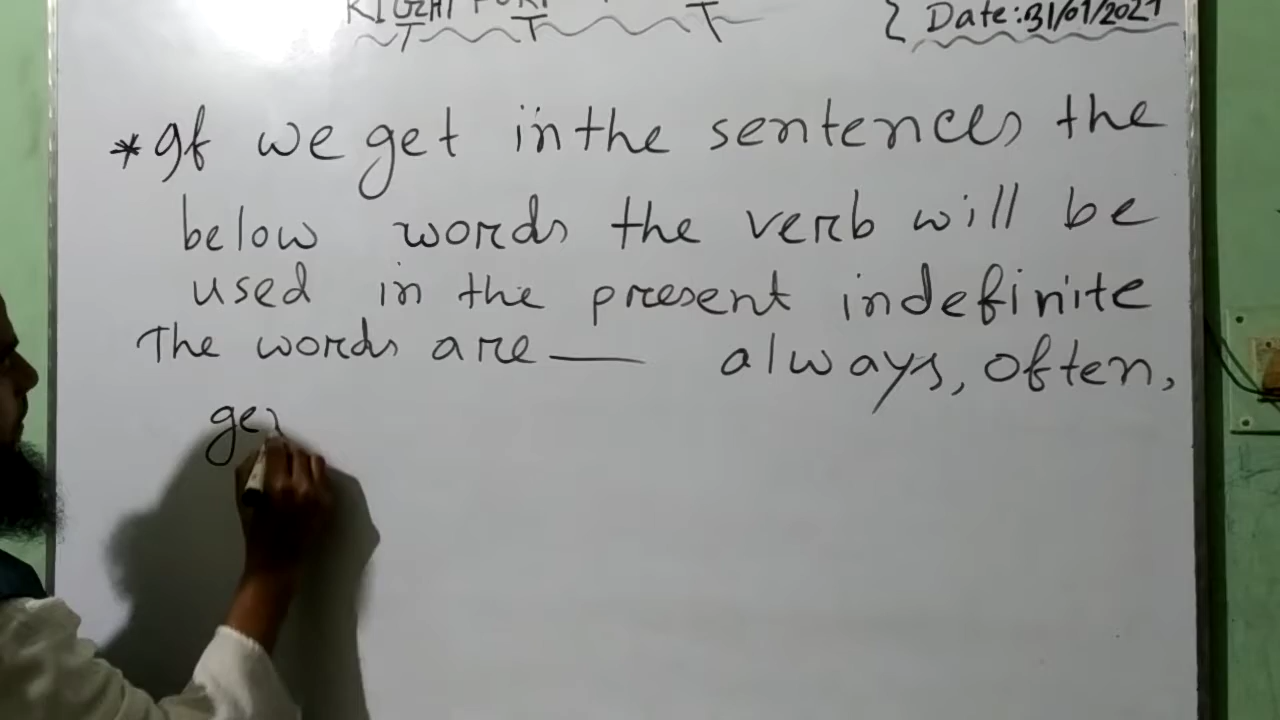 { Date:31/01/2021
*If we get in the sentences the
below words the verb will be
used in the present indefinite
The words are — always, often,